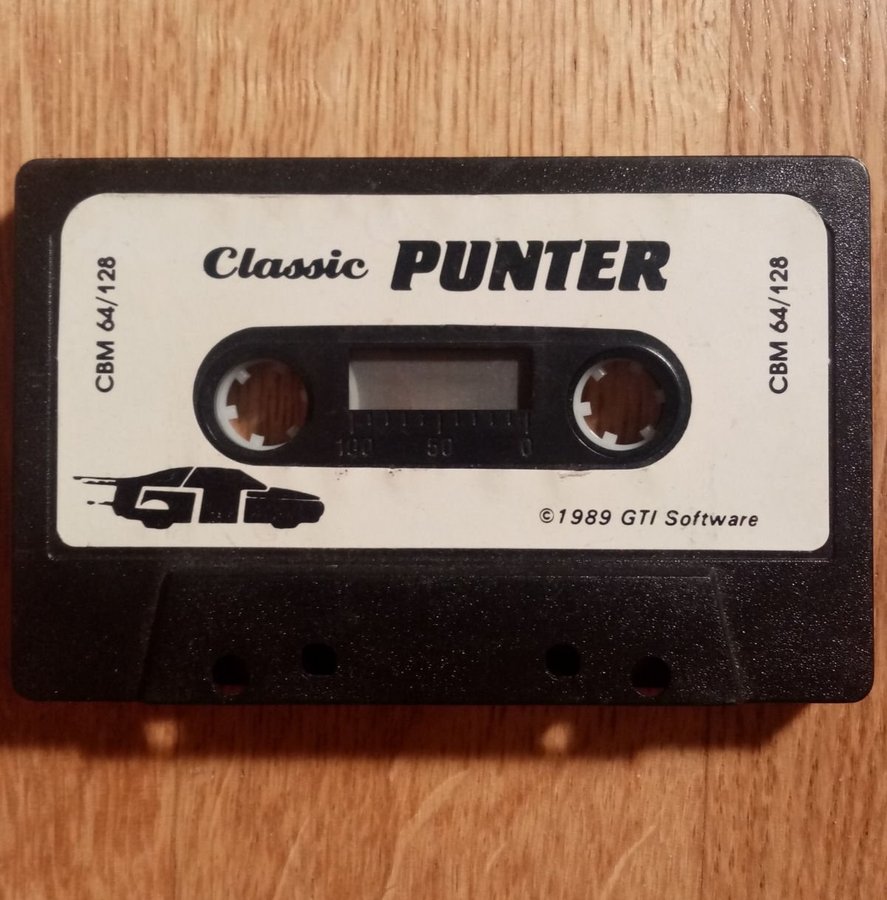 Classic PUNTER
CBM 64/128
CBM 64/128
100 50 0
GTI
©1989 GTI Software